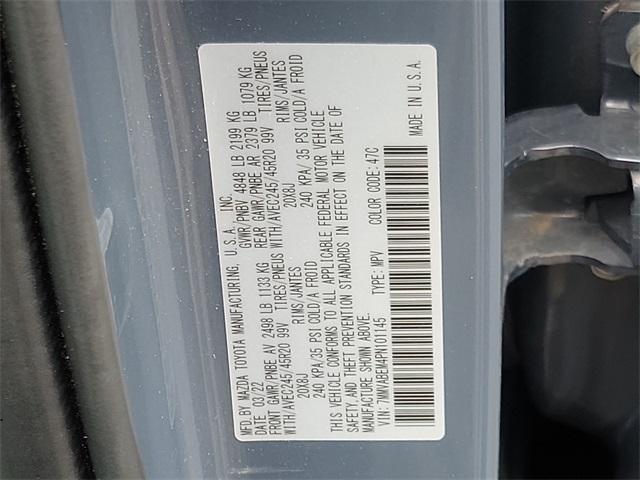 MFD. BY MAZDA TOYOTA MANUFACTURING, U.S.A. INC.
DATE 03/22 GVWR/PNBV 4848 LB 2199 KG
FRONT GAWR/PNBE AV 2498 LB 1133 KG REAR GAWR/PNBE AR 2379 LB 1079 KG
WITH/AVEC245/45R20 99V TIRES/PNEUS WITH/AVEC245/45R20 99V TIRES/PNEUS
20X8J RIMS/JANTES 20X8J RIMS/JANTES
240 KPA/35 PSI COLD/A FROID 240 KPA/35 PSI COLD/A FROID
THIS VEHICLE CONFORMS TO ALL APPLICABLE FEDERAL MOTOR VEHICLE
SAFETY, AND THEFT PREVENTION STANDARDS IN EFFECT ON THE DATE OF
MANUFACTURE SHOWN ABOVE.
VIN: 7MMVABEM4PN101145 TYPE: MPV COLOR CODE: 47C
MADE IN U.S.A.